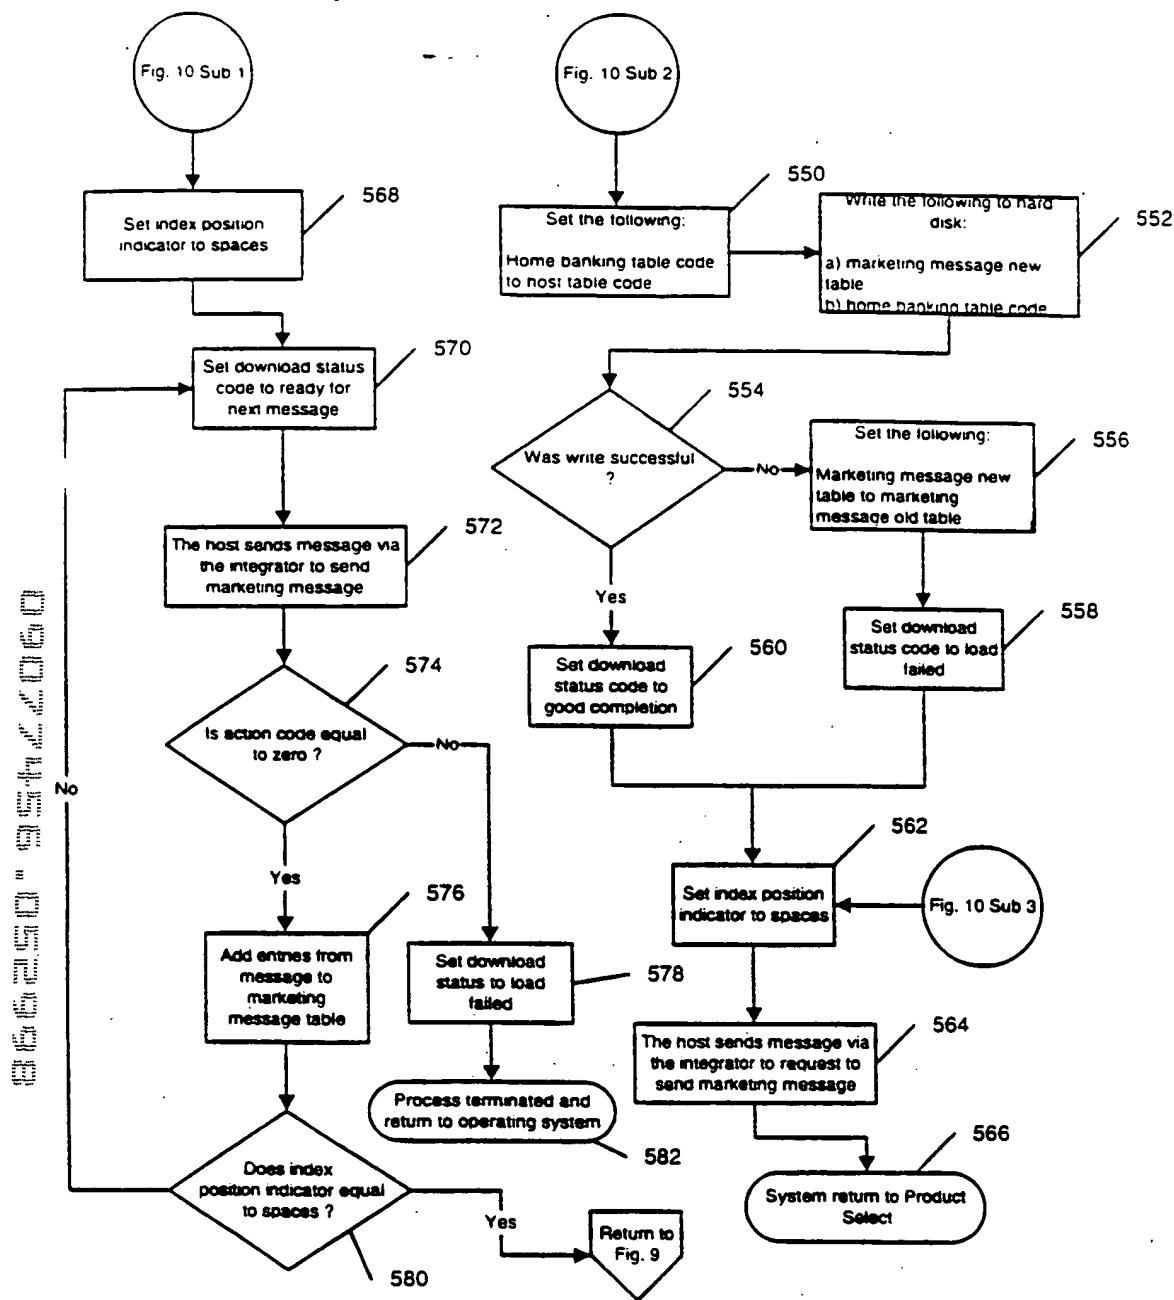 Fig. 10 Sub 1
Fig. 10 Sub 2
568
Set index position
indicator to spaces
550
Set the following:
Home banking table code
to host table code
552
Write the following to hard
disk:
a) marketing message new
table
b) home banking table code
570
Set download status
code to ready for
next message
554
Was write successful
?
No
556
Set the following:
Marketing message new
table to marketing
message old table
572
The host sends message via
the integrator to send
marketing message
Yes
558
Set download
status code to load
failed
560
Set download
status code to
good completion
574
Is action code equal
to zero ?
No
No
Yes
562
Set index position
indicator to spaces
Fig. 10 Sub 3
576
Add entries from
message to
marketing
message table
578
Set download
status to load
failed
564
The host sends message via
the integrator to request to
send marketing message
Process terminated and
return to operating system
582
566
System return to Product
Select
Does index
position indicator equal
to spaces ?
Yes
580
Return to
Fig. 9
09077456.052998